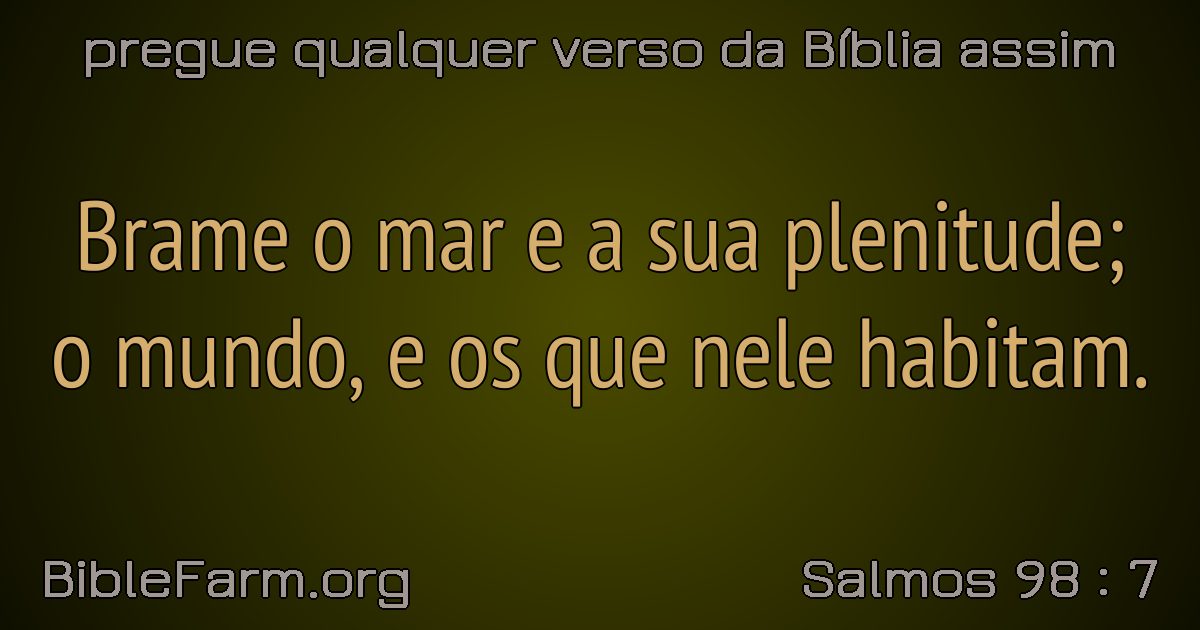 pregue qualquer verso da Bíblia assim
Brame o mar e a sua plenitude;
o mundo, e os que nele habitam.
BibleFarm.org
Salmos 98 : 7